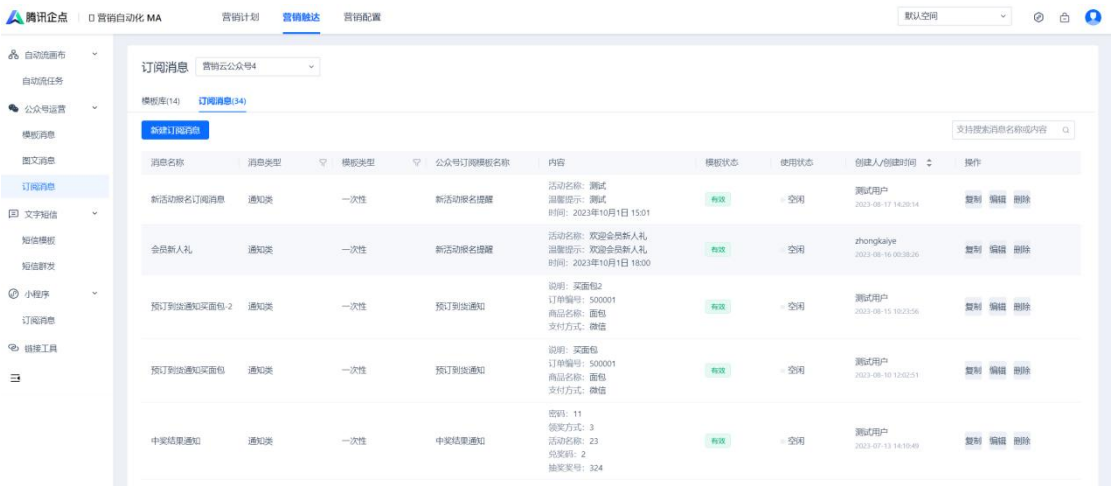 腾讯企点 营销自动化 MA 营销计划 营销触达 营销配置 默认空间
自动流画布
自动流任务
公众号运营
模板消息
图文消息
订阅消息
文字短信
短信模板
短信群发
小程序
订阅消息
链接工具
订阅消息 营销云公众号4
模板库(14) 订阅消息(34)
新建订阅消息 支持搜索消息名称或内容
消息名称 消息类型 模板类型 公众号订阅模板名称 内容 模板状态 使用状态 创建人/创建时间 操作
新活动报名订阅消息 通知类 一次性 新活动报名提醒 有效 空闲 复制 编辑 删除
活动名称：测试
温馨提示：测试
时间：2023年10月1日 15:01
测试用户
2023-08-17 14:20:14
会员新人礼 通知类 一次性 新活动报名提醒 有效 空闲 复制 编辑 删除
活动名称：欢迎会员新人礼
温馨提示：欢迎会员新人礼
时间：2023年10月1日 18:00
zhongkaiye
2023-08-16 00:38:26
预订到货通知买面包-2 通知类 一次性 预订到货通知 有效 空闲 复制 编辑 删除
说明：买面包2
订单编号：500001
商品名称：面包
支付方式：微信
测试用户
2023-08-15 10:23:56
预订到货通知买面包 通知类 一次性 预订到货通知 有效 空闲 复制 编辑 删除
说明：买面包
订单编号：500001
商品名称：面包
支付方式：微信
测试用户
2023-08-10 12:02:51
中奖结果通知 通知类 一次性 中奖结果通知 有效 空闲 复制 编辑 删除
密码：11
领奖方式：3
活动名称：23
兑奖码：2
抽奖奖号：324
测试用户
2023-07-13 14:10:49